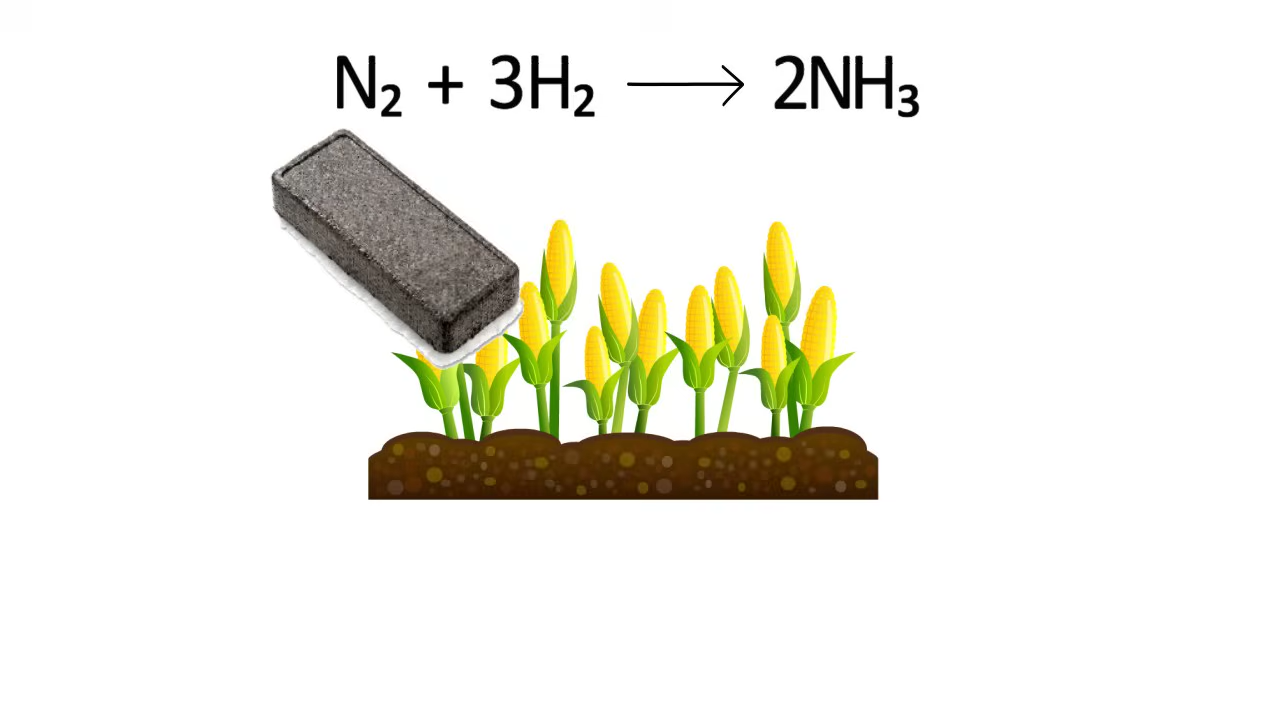 N₂ + 3H₂ ⟶ 2NH₃